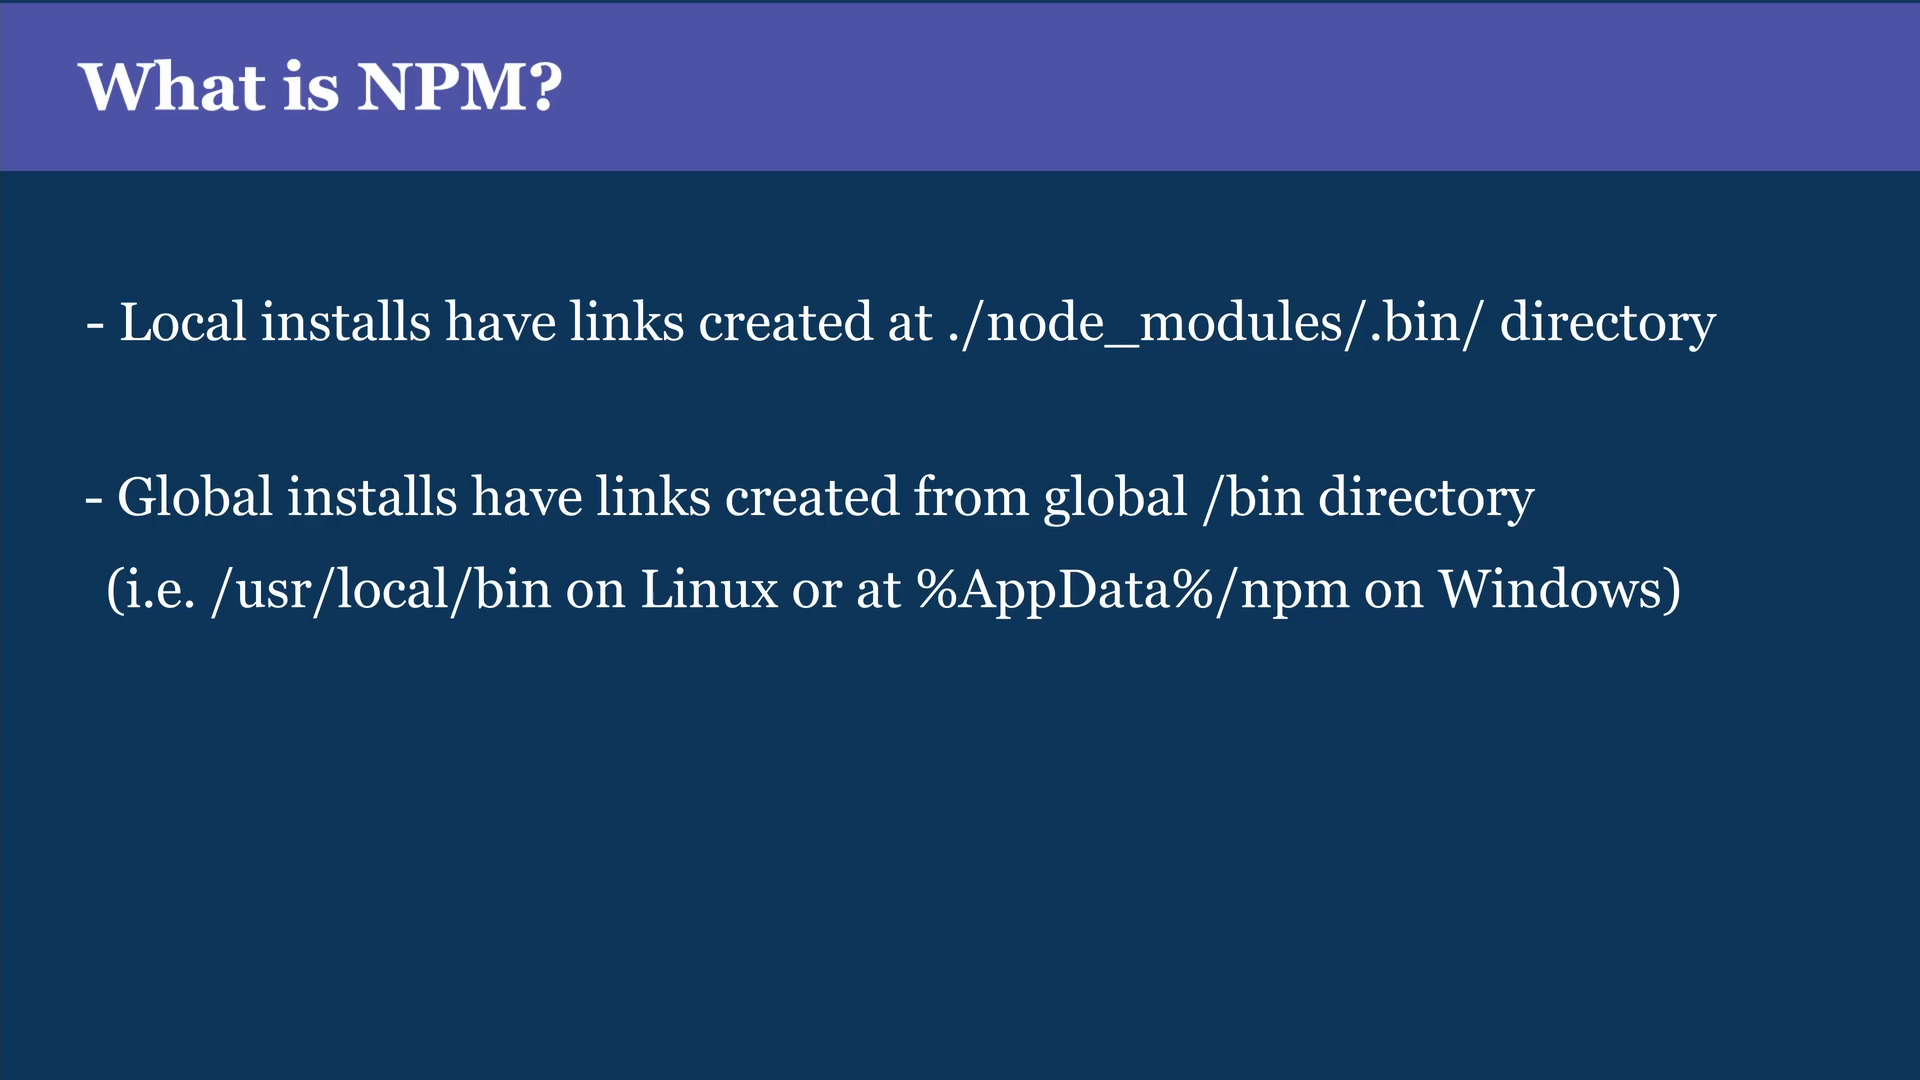 What is NPM?
- Local installs have links created at ./node_modules/.bin/ directory
- Global installs have links created from global /bin directory
(i.e. /usr/local/bin on Linux or at %AppData%/npm on Windows)